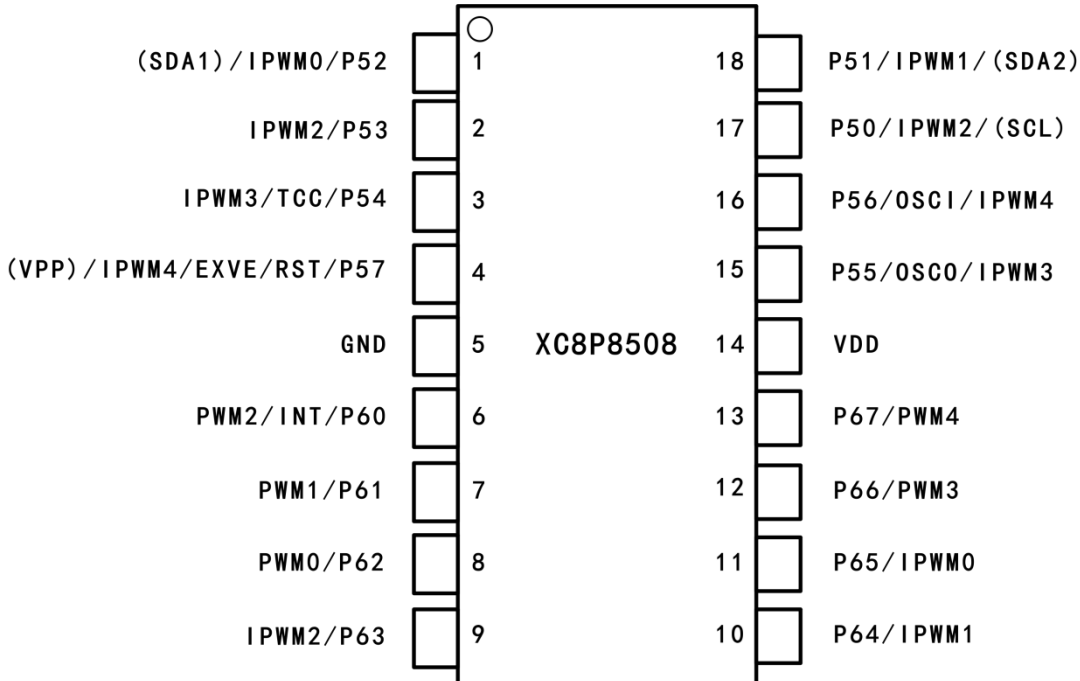 (SDA1)/IPWM0/P52 1 18 P51/IPWM1/(SDA2)
IPWM2/P53 2 17 P50/IPWM2/(SCL)
IPWM3/TCC/P54 3 16 P56/OSCI/IPWM4
(VPP)/IPWM4/EXVE/RST/P57 4 15 P55/OSCO/IPWM3
GND 5 XC8P8508 14 VDD
PWM2/INT/P60 6 13 P67/PWM4
PWM1/P61 7 12 P66/PWM3
PWM0/P62 8 11 P65/IPWM0
IPWM2/P63 9 10 P64/IPWM1